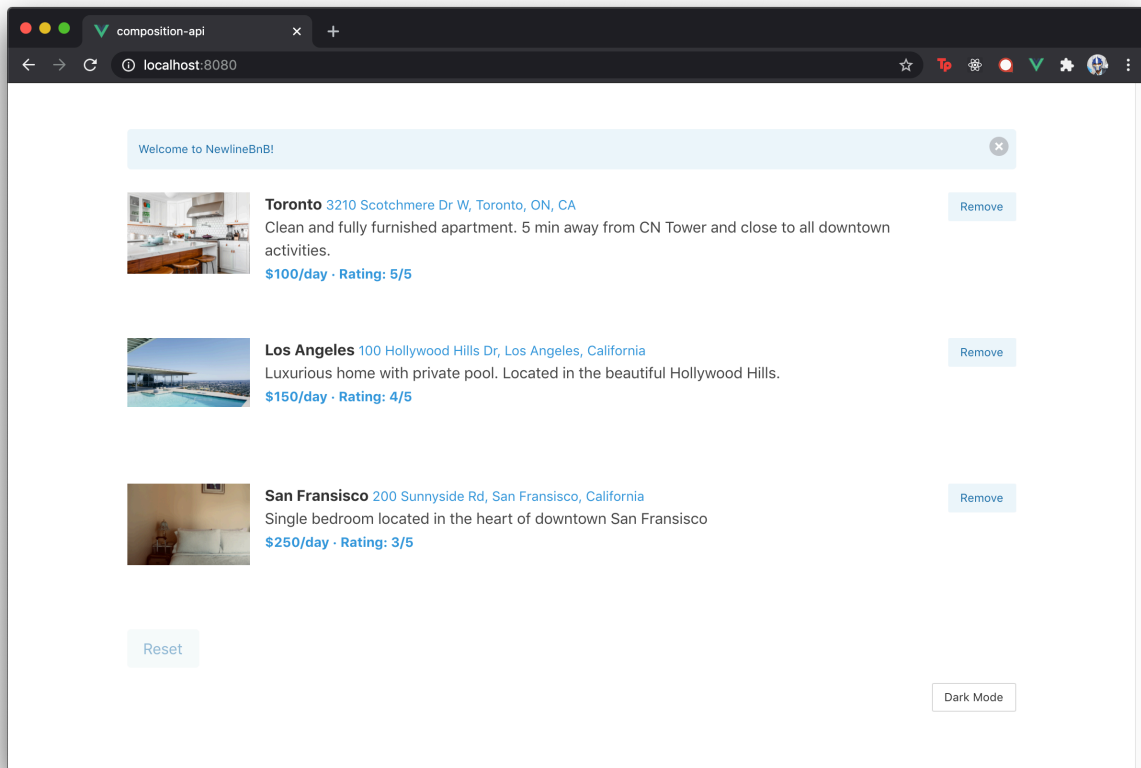 composition-api
localhost:8080
Tp
Welcome to NewlineBnB!
Toronto 3210 Scotchmere Dr W, Toronto, ON, CA
Remove
Clean and fully furnished apartment. 5 min away from CN Tower and close to all downtown
activities.
$100/day · Rating: 5/5
Los Angeles 100 Hollywood Hills Dr, Los Angeles, California
Remove
Luxurious home with private pool. Located in the beautiful Hollywood Hills.
$150/day · Rating: 4/5
San Fransisco 200 Sunnyside Rd, San Fransisco, California
Remove
Single bedroom located in the heart of downtown San Fransisco
$250/day · Rating: 3/5
Reset
Dark Mode